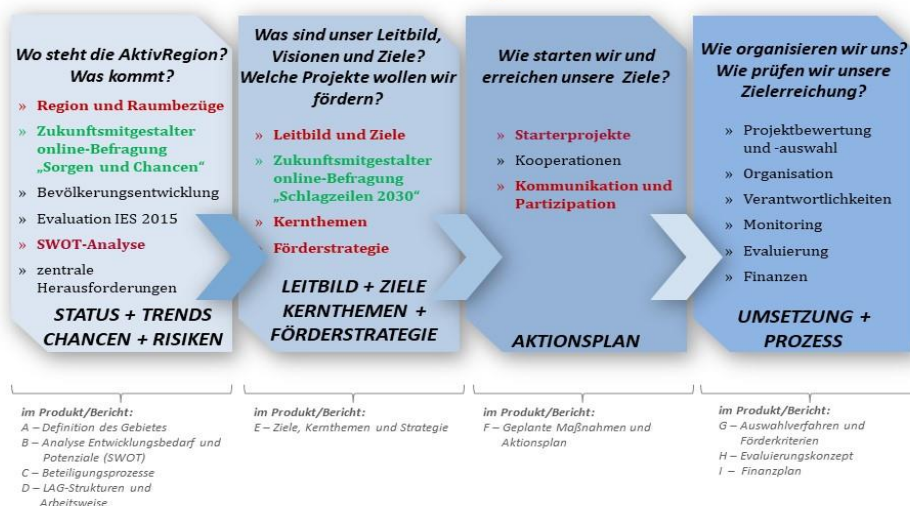 Wo steht die AktivRegion?
Was kommt?
» Region und Raumbezüge
» Zukunftsmitgestalter
online-Befragung
„Sorgen und Chancen“
» Bevölkerungsentwicklung
» Evaluation IES 2015
» SWOT-Analyse
» zentrale
Herausforderungen
STATUS + TRENDS
CHANCEN + RISIKEN
im Produkt/Bericht:
A – Definition des Gebietes
B – Analyse Entwicklungsbedarf und
Potenziale (SWOT)
C – Beteiligungsprozesse
D – LAG-Strukturen und
Arbeitsweise
Was sind unser Leitbild,
Visionen und Ziele?
Welche Projekte wollen wir
fördern?
» Leitbild und Ziele
» Zukunftsmitgestalter
online-Befragung
„Schlagzeilen 2030“
» Kernthemen
» Förderstrategie
LEITBILD + ZIELE
KERNTHEMEN +
FÖRDERSTRATEGIE
im Produkt/Bericht:
E – Ziele, Kernthemen und Strategie
Wie starten wir und
erreichen unsere Ziele?
» Starterprojekte
» Kooperationen
» Kommunikation und
Partizipation
AKTIONSPLAN
im Produkt/Bericht:
F – Geplante Maßnahmen und
Aktionsplan
Wie organisieren wir uns?
Wie prüfen wir unsere
Zielerreichung?
» Projektbewertung
und -auswahl
» Organisation
» Verantwortlichkeiten
» Monitoring
» Evaluierung
» Finanzen
UMSETZUNG +
PROZESS
im Produkt/Bericht:
G – Auswahlverfahren und
Förderkriterien
H – Evaluierungskonzept
I – Finanzplan